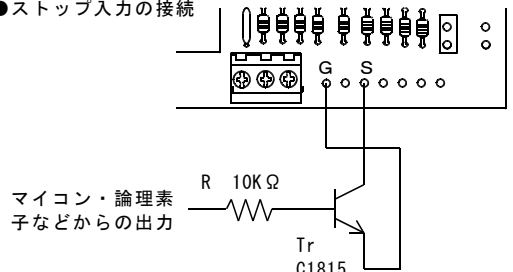 ●ストップ入力の接続
G S
R 10KΩ
マイコン・論理素
子などからの出力
Tr
C1815